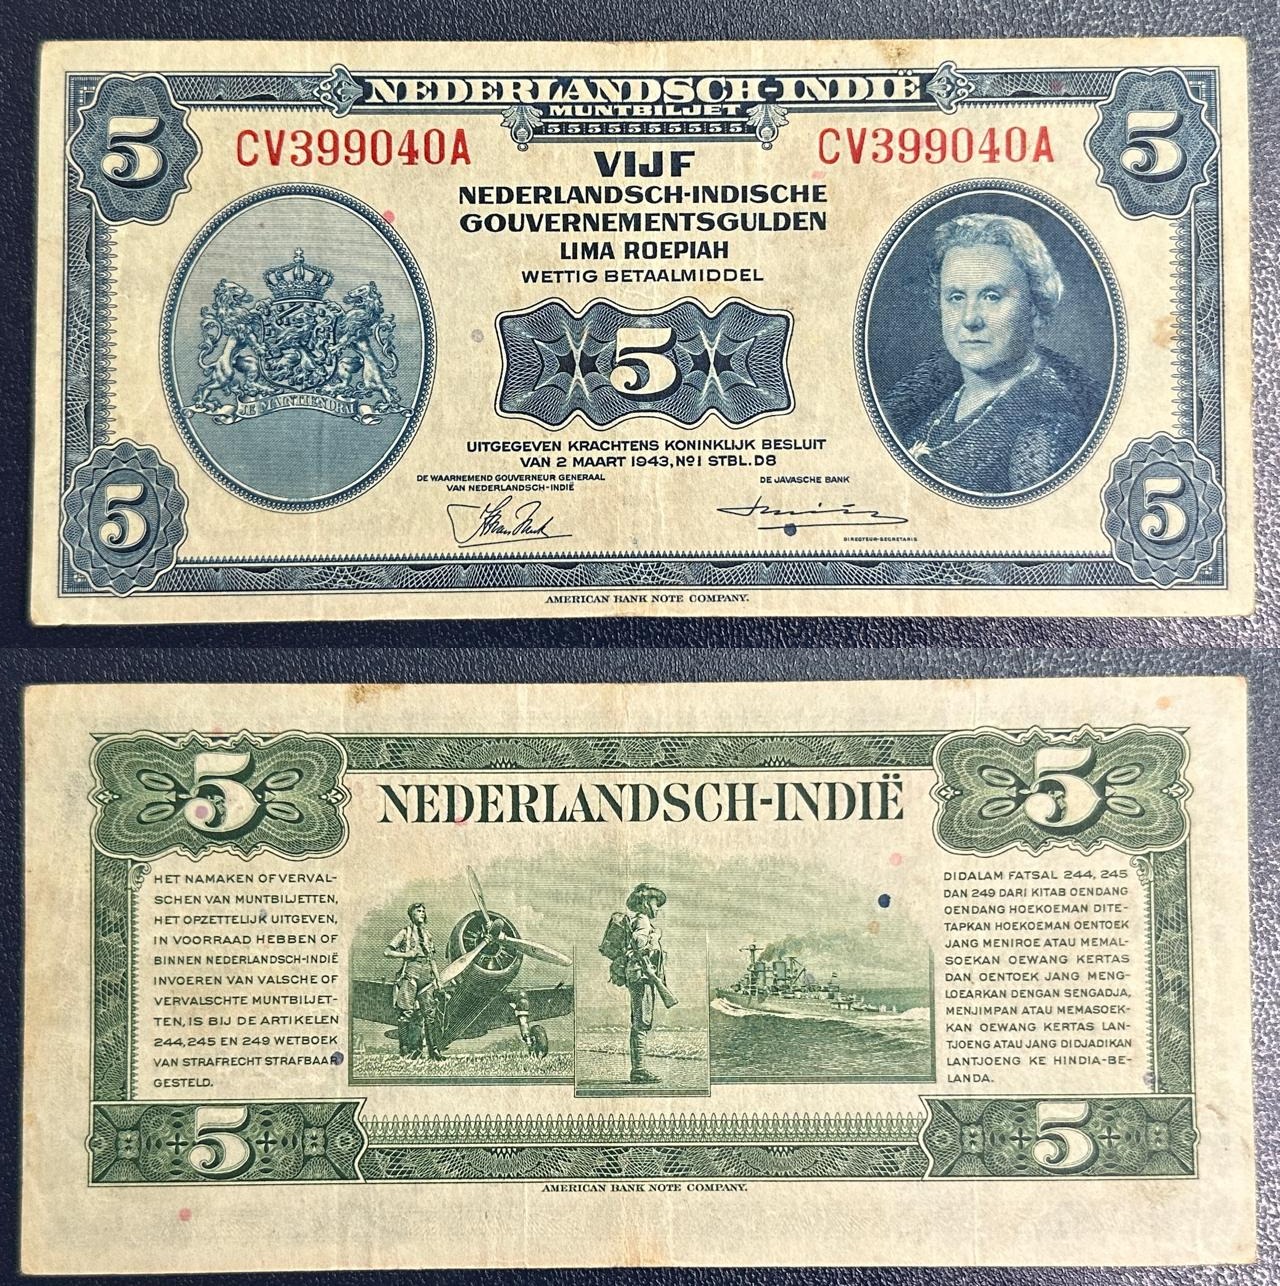 NEDERLANDSCH-INDIË
MUNTBILJET
5 5 5 5 5 5 5 5 5 5
5
5
CV399040A
CV399040A
VIJF
NEDERLANDSCH-INDISCHE
GOUVERNEMENTSGULDEN
LIMA ROEPIAH
WETTIG BETAALMIDDEL
JE MAINTIENDRAI
5
UITGEGEVEN KRACHTENS KONINKLIJK BESLUIT
VAN 2 MAART 1943, Nº 1 STBL. D8
DE WAARNEMEND GOUVERNEUR GENERAAL
VAN NEDERLANDSCH-INDIË
DE JAVASCHE BANK
DIRECTEUR-SECRETARIS
5
5
AMERICAN BANK NOTE COMPANY.
5
5
NEDERLANDSCH-INDIË
HET NAMAKEN OF VERVAL-
SCHEN VAN MUNTBILJETTEN,
HET OPZETTELIJK UITGEVEN,
IN VOORRAAD HEBBEN OF
BINNEN NEDERLANDSCH-INDIË
INVOEREN VAN VALSCHE OF
VERVALSCHTE MUNTBILJET-
TEN, IS BIJ DE ARTIKELEN
244, 245 EN 249 WETBOEK
VAN STRAFRECHT STRAFBAAR
GESTELD.
DIDALAM FATSAL 244, 245
DAN 249 DARI KITAB OENDANG
OENDANG HOEKOEMAN DITE-
TAPKAN HOEKOEMAN OENTOEK
JANG MENIROE ATAU MEMAL-
SOEKAN OEWANG KERTAS
DAN OENTOEK JANG MENG-
LOEARKAN DENGAN SENGADJA,
MENJIMPAN ATAU MEMASOEK-
KAN OEWANG KERTAS LAN-
TJOENG ATAU JANG DIDJADIKAN
LANTJOENG KE HINDIA-BE-
LANDA.
5
5
AMERICAN BANK NOTE COMPANY.